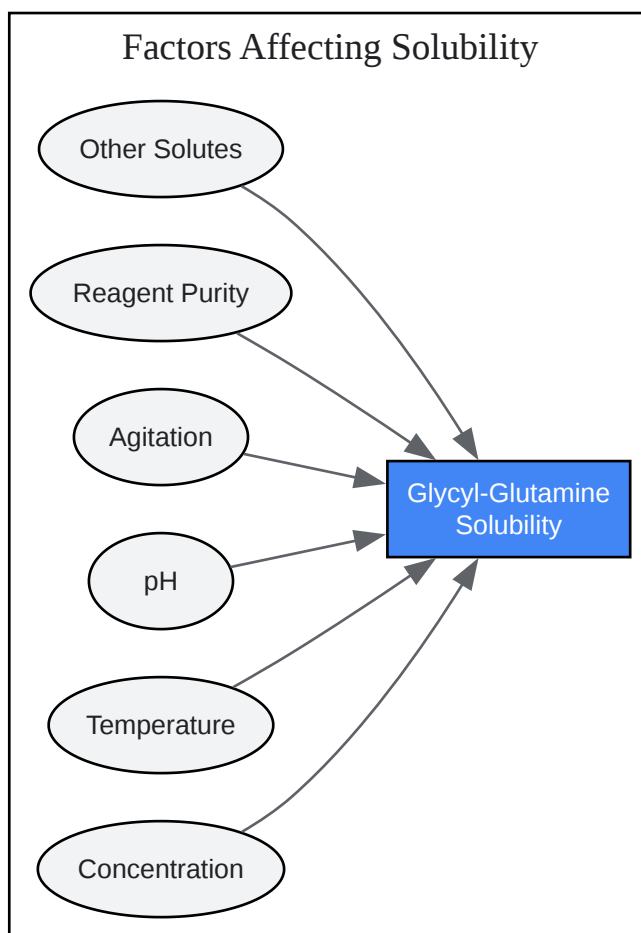 Factors Affecting Solubility
Other Solutes
Reagent Purity
Agitation
pH
Temperature
Concentration
Glycyl-Glutamine
Solubility